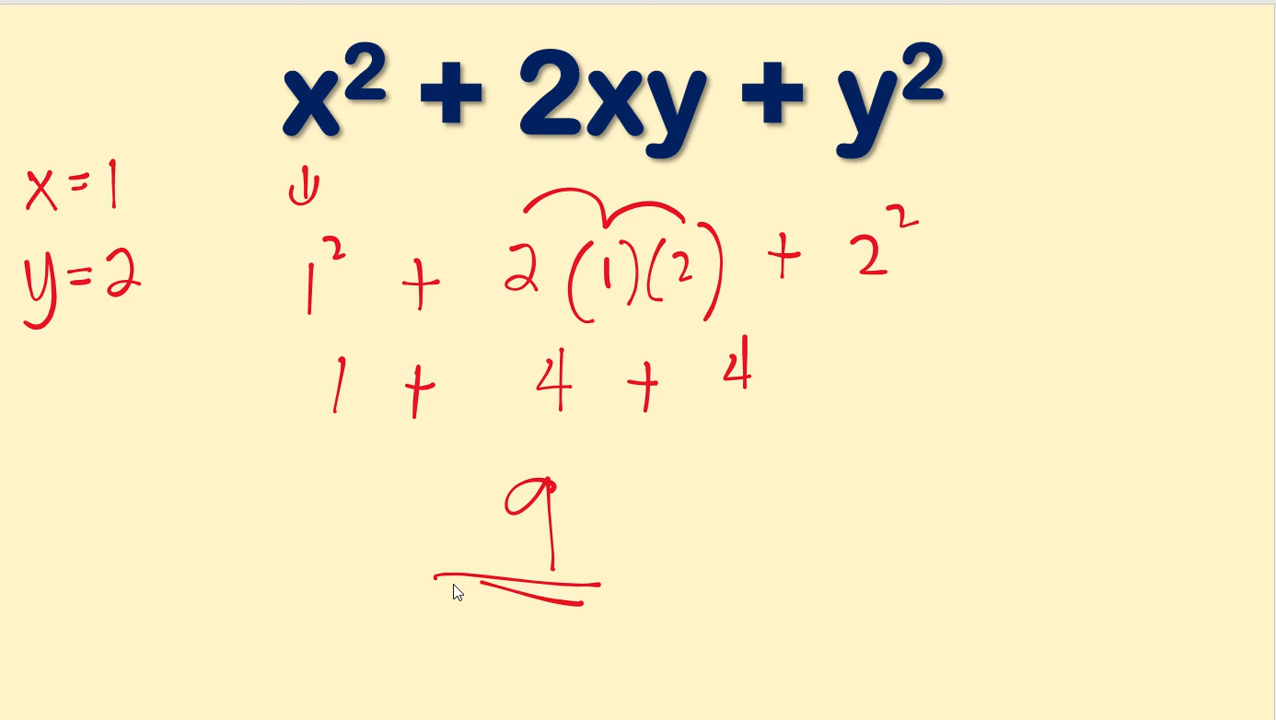 x² + 2xy + y²
x = 1
y = 2
1² + 2(1)(2) + 2²
1 + 4 + 4
9